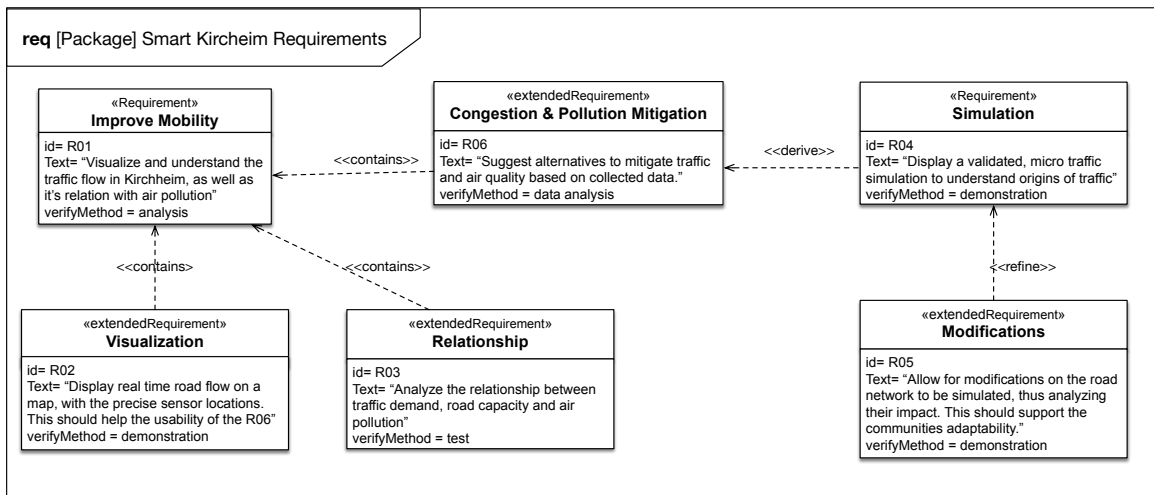 req [Package] Smart Kircheim Requirements
«Requirement»
Improve Mobility
id= R01
Text= “Visualize and understand the
traffic flow in Kirchheim, as well as
it’s relation with air pollution”
verifyMethod = analysis
<<contains>>
«extendedRequirement»
Congestion & Pollution Mitigation
id= R06
Text= “Suggest alternatives to mitigate traffic
and air quality based on collected data.”
verifyMethod = data analysis
<<derive>>
«Requirement»
Simulation
id= R04
Text= “Display a validated, micro traffic
simulation to understand origins of traffic”
verifyMethod = demonstration
<<contains>
<<contains>>
<<refine>>
«extendedRequirement»
Visualization
id= R02
Text= “Display real time road flow on a
map, with the precise sensor locations.
This should help the usability of the R06”
verifyMethod = demonstration
«extendedRequirement»
Relationship
id= R03
Text= “Analyze the relationship between
traffic demand, road capacity and air
pollution”
verifyMethod = test
«extendedRequirement»
Modifications
id= R05
Text= “Allow for modifications on the road
network to be simulated, thus analyzing
their impact. This should support the
communities adaptability.”
verifyMethod = demonstration